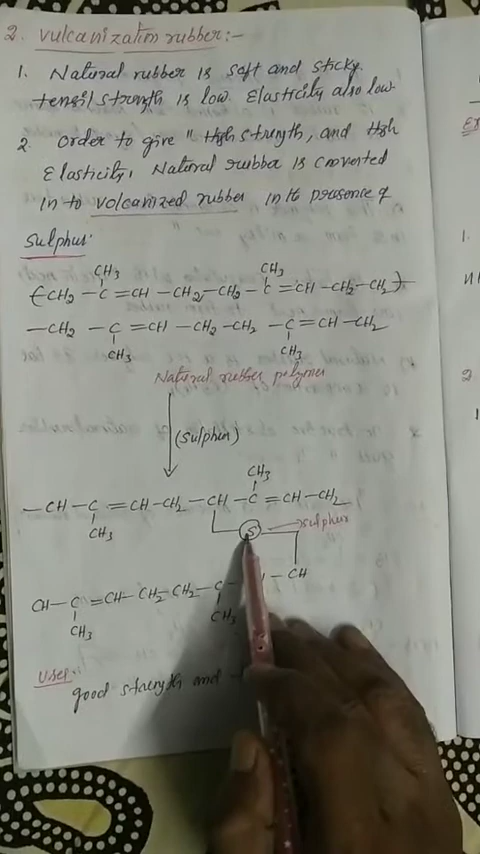 2. Vulcanization rubber:-
1. Natural rubber is soft and sticky.
tensil strength is low. Elasticity also low.
2. Order to give "High strength, and High
Elasticity, Natural rubber is converted
in to volcanized rubber in the presence of
Sulphur.
CH3 CH3
(CH2 - C = CH - CH2 - CH2 - C = CH - CH2 - CH2)
- CH2 - C = CH - CH2 - CH2 - C = CH - CH2
CH3 CH3
Natural rubber polymer
(sulphur)
CH3
- CH - C = CH - CH2 - CH - C = CH - CH2
CH3
S sulphur
CH - C = CH - CH2 - CH2 - C - CH
CH3 CH3
Uses:
good strength and